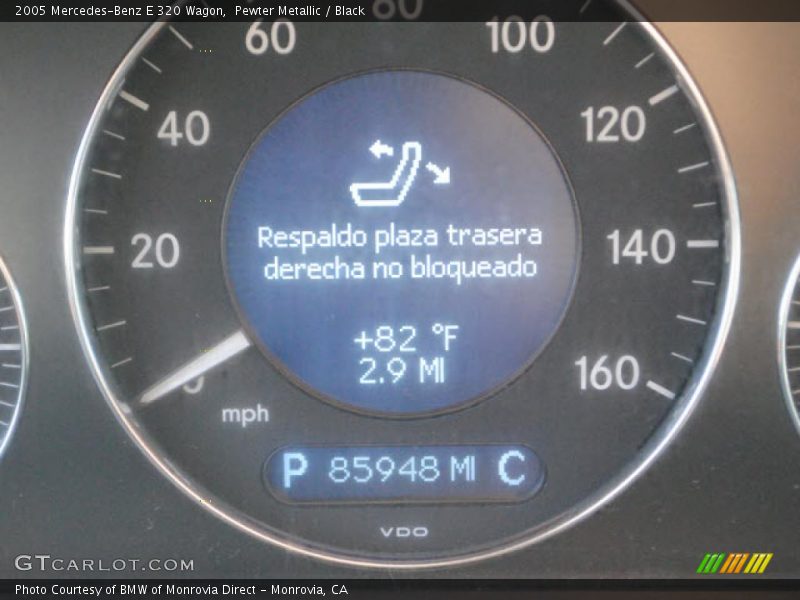 2005 Mercedes-Benz E 320 Wagon,  Pewter Metallic / Black
60
80
100
40
120
Respaldo plaza trasera
derecha no bloqueado
20
140
+82 °F
2.9 MI
160
mph
P 85948 MI C
VDO
GTCARLOT.COM
Photo Courtesy of BMW of Monrovia Direct - Monrovia, CA